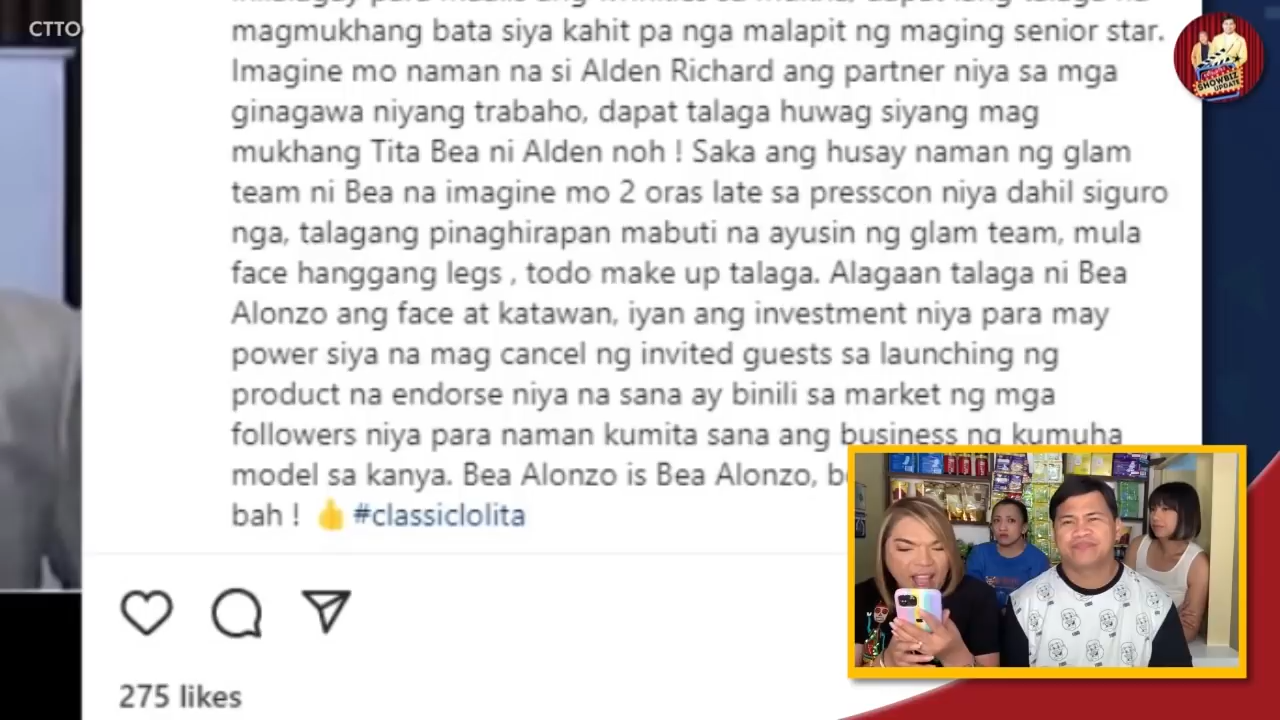 CTTO
magmukhang bata siya kahit pa nga malapit ng maging senior star.
Imagine mo naman na si Alden Richard ang partner niya sa mga
ginagawa niyang trabaho, dapat talaga huwag siyang mag
mukhang Tita Bea ni Alden noh ! Saka ang husay naman ng glam
team ni Bea na imagine mo 2 oras late sa presscon niya dahil siguro
nga, talagang pinaghirapan mabuti na ayusin ng glam team, mula
face hanggang legs , todo make up talaga. Alagaan talaga ni Bea
Alonzo ang face at katawan, iyan ang investment niya para may
power siya na mag cancel ng invited guests sa launching ng
product na endorse niya na sana ay binili sa market ng mga
followers niya para naman kumita sana ang business ng kumuha
model sa kanya. Bea Alonzo is Bea Alonzo,
bah ! 👍 #classiclolita
275 likes
SHOWBIZ
UPDATE